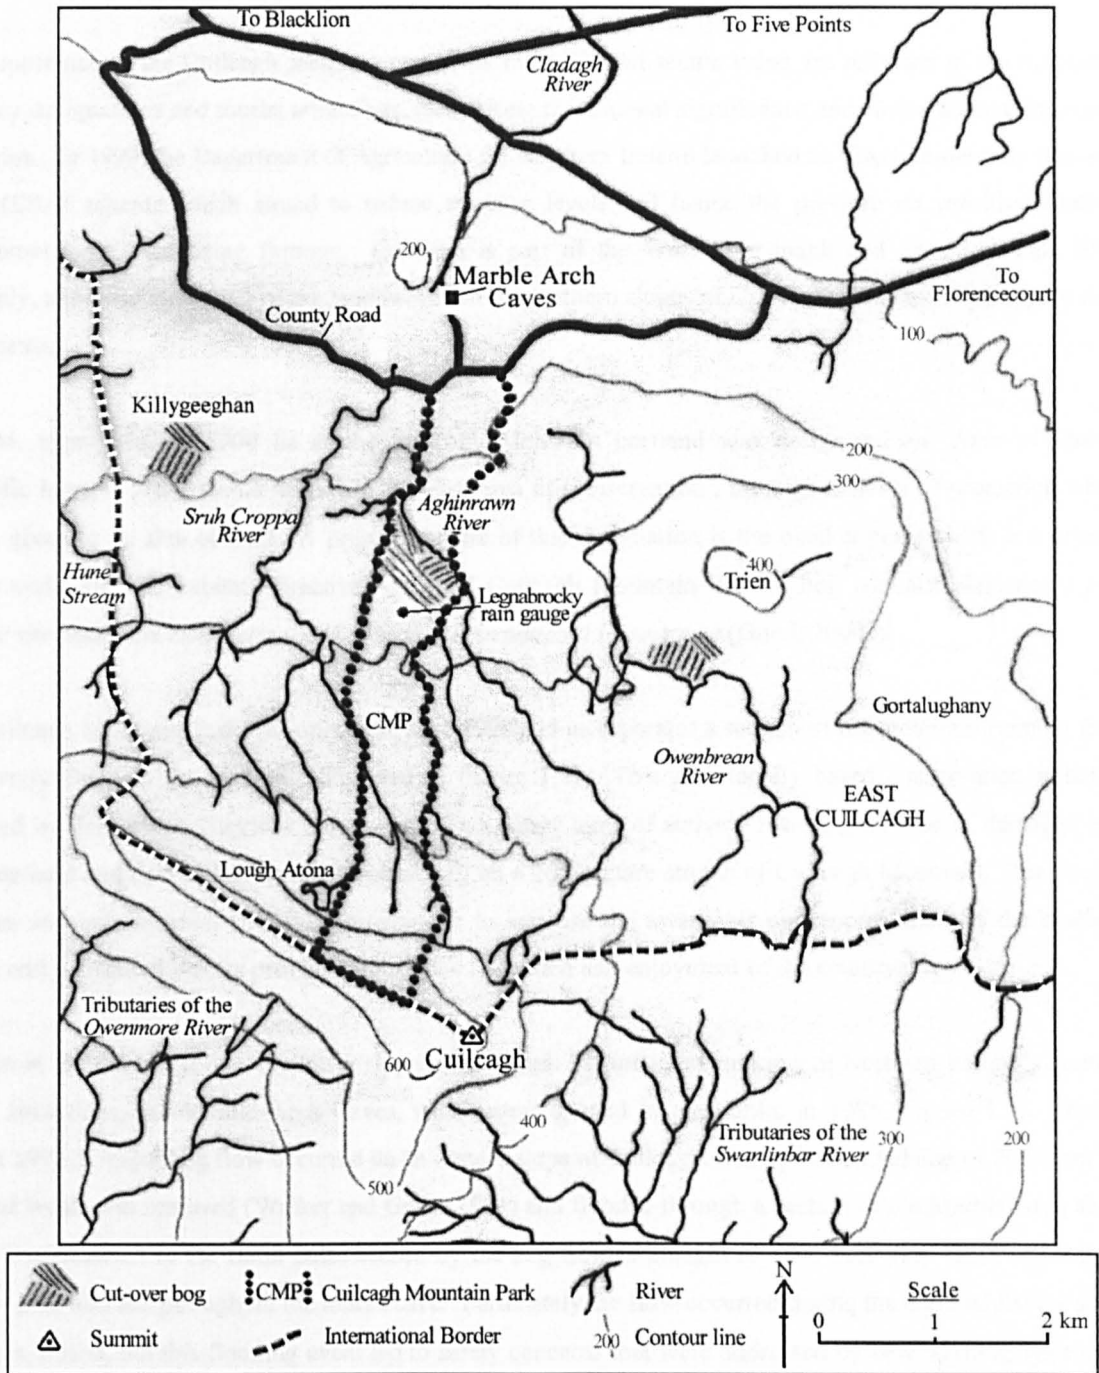 To Blacklion
To Five Points
Cladagh
River
200
Marble Arch
Caves
To
Florencecourt
County Road
100
Killygeeghan
200
300
Sruh Croppa
River
Aghinrawn
River
Hune
Stream
400
Trien
Legnabrocky
rain gauge
Gortalughany
CMP
Owenbrean
River
EAST
CUILCAGH
Lough Atona
Tributaries of the
Owenmore River
Cuilcagh
600
400
Tributaries of the
Swanlinbar River
300
200
500
Cut-over bog
CMP
Cuilcagh Mountain Park
River
N
Scale
Summit
International Border
200
Contour line
0
1
2 km